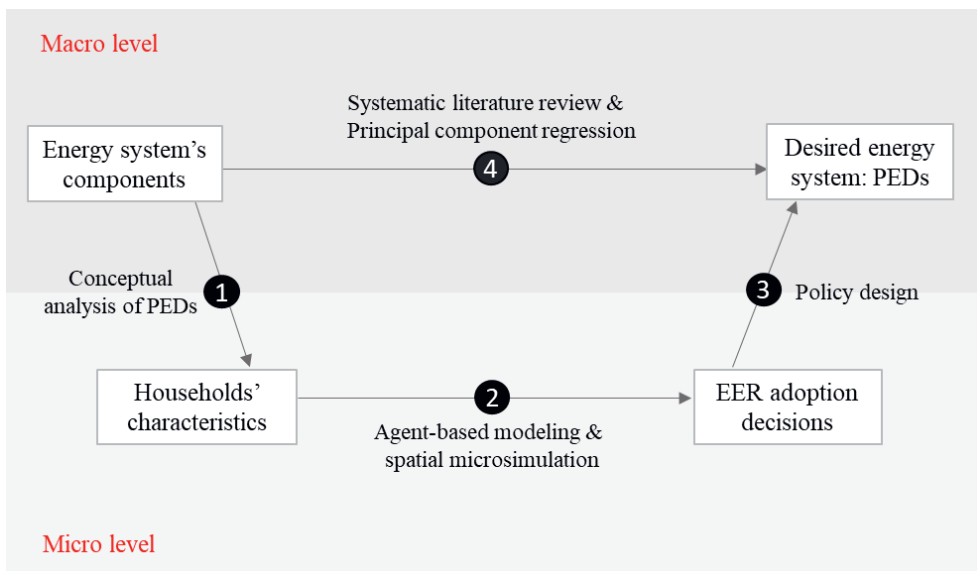 Macro level
Systematic literature review &
Principal component regression
Energy system’s
components
4
Desired energy
system: PEDs
Conceptual
analysis of PEDs
1
3
Policy design
Households’
characteristics
2
EER adoption
decisions
Agent-based modeling &
spatial microsimulation
Micro level